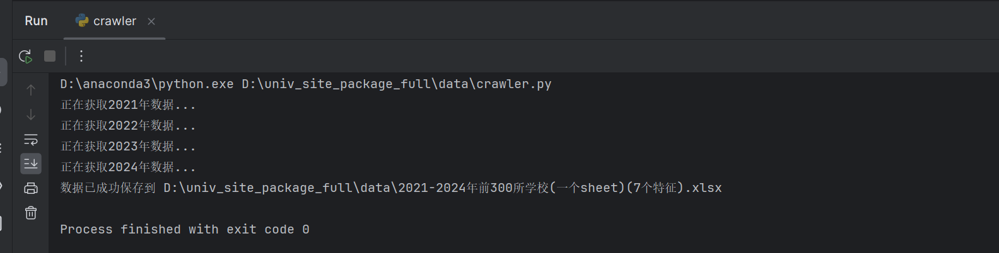 Run
crawler
D:\anaconda3\python.exe D:\univ_site_package_full\data\crawler.py
正在获取2021年数据...
正在获取2022年数据...
正在获取2023年数据...
正在获取2024年数据...
数据已成功保存到 D:\univ_site_package_full\data\2021-2024年前300所学校(一个sheet)(7个特征).xlsx
Process finished with exit code 0